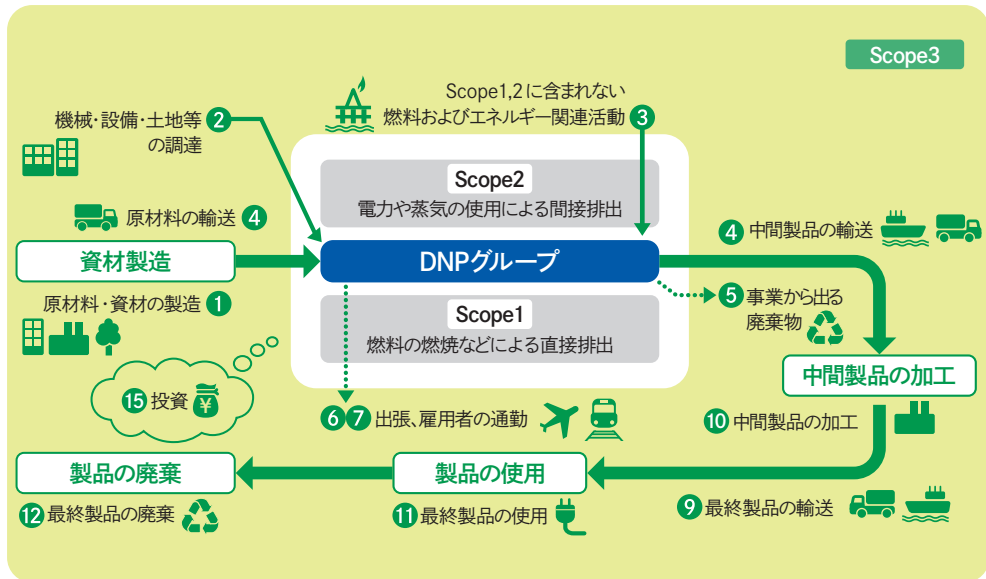 Scope3
Scope1,2に含まれない
燃料およびエネルギー関連活動 3
機械・設備・土地等 2
の調達
Scope2
電力や蒸気の使用による間接排出
原材料の輸送 4
4 中間製品の輸送
資材製造
DNPグループ
原材料・資材の製造 1
5 事業から出る
廃棄物
Scope1
燃料の燃焼などによる直接排出
中間製品の加工
15 投資 ¥
6 7 出張、雇用者の通勤
10 中間製品の加工
製品の廃棄
製品の使用
12 最終製品の廃棄
11 最終製品の使用
9 最終製品の輸送